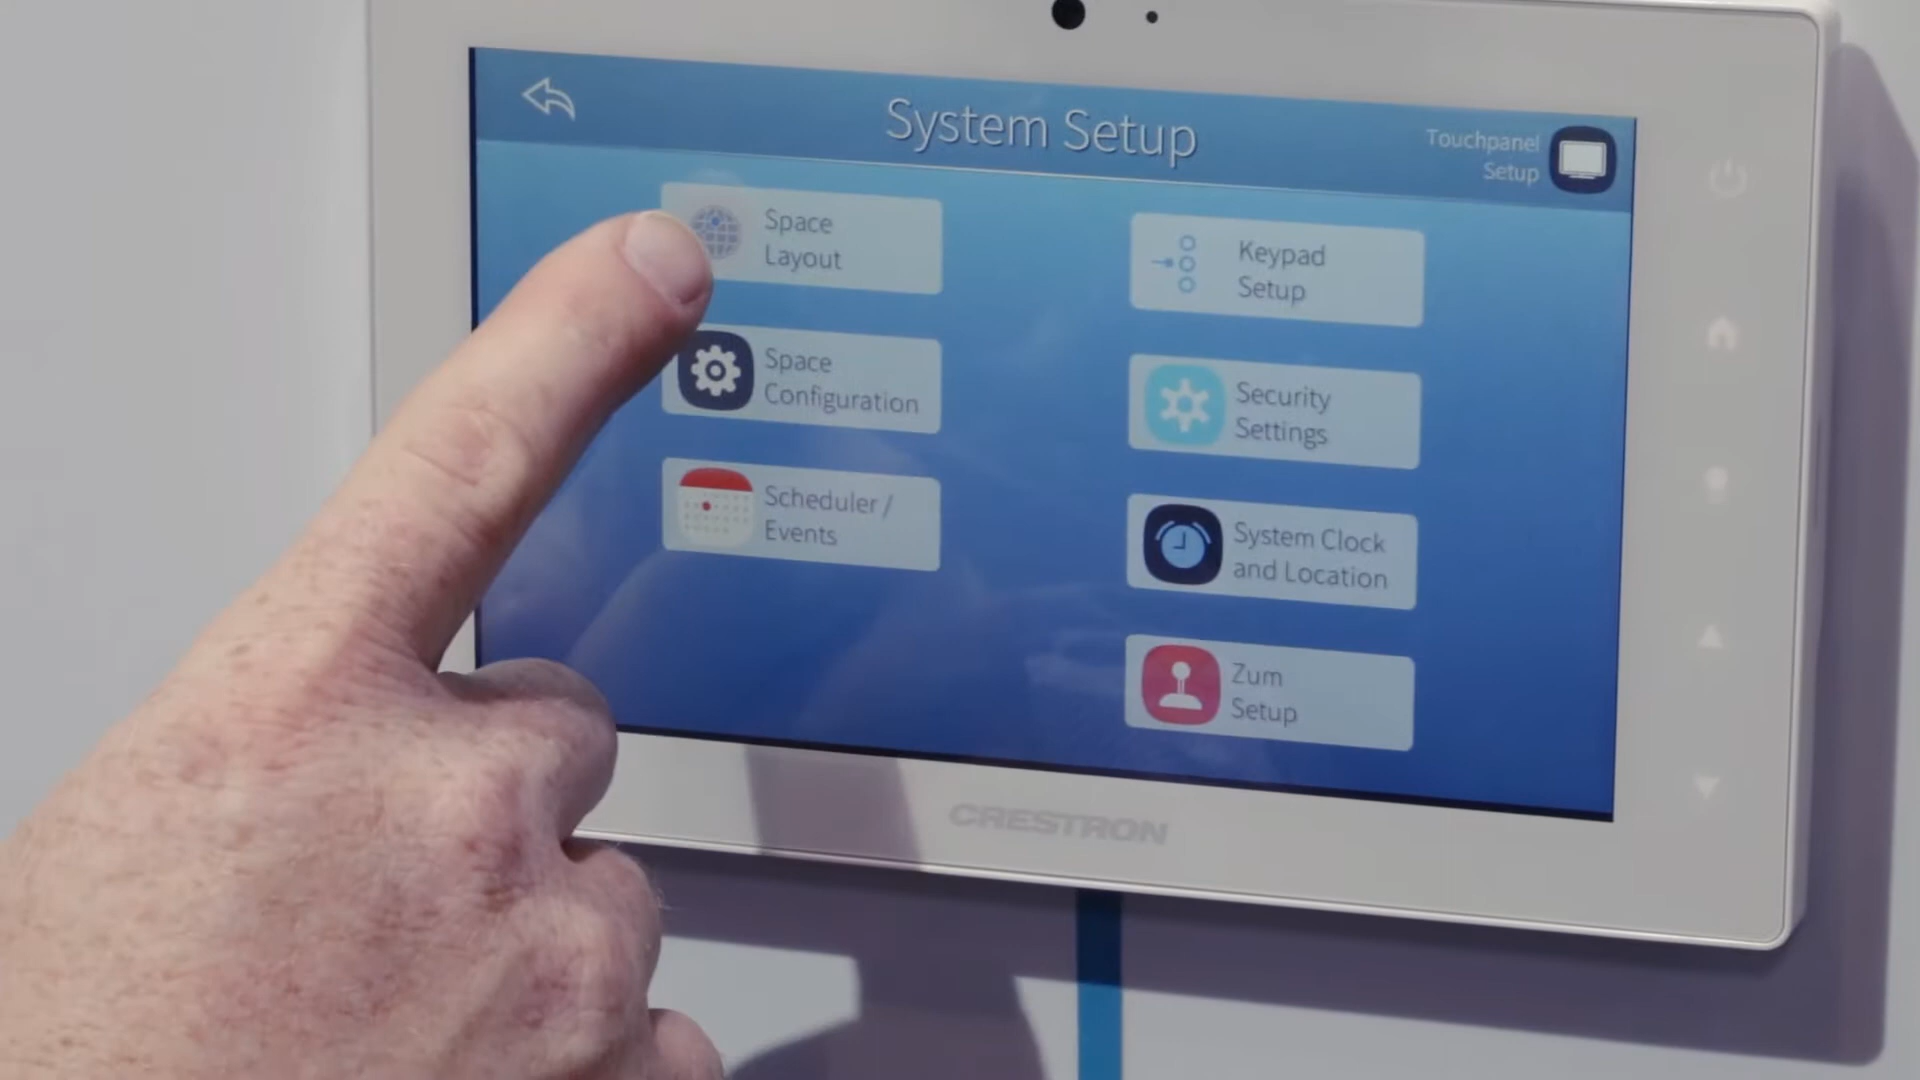 System Setup
Touchpanel
Setup
Space
Layout
Keypad
Setup
Space
Configuration
Security
Settings
Scheduler /
Events
System Clock
and Location
Zum
Setup
CRESTRON